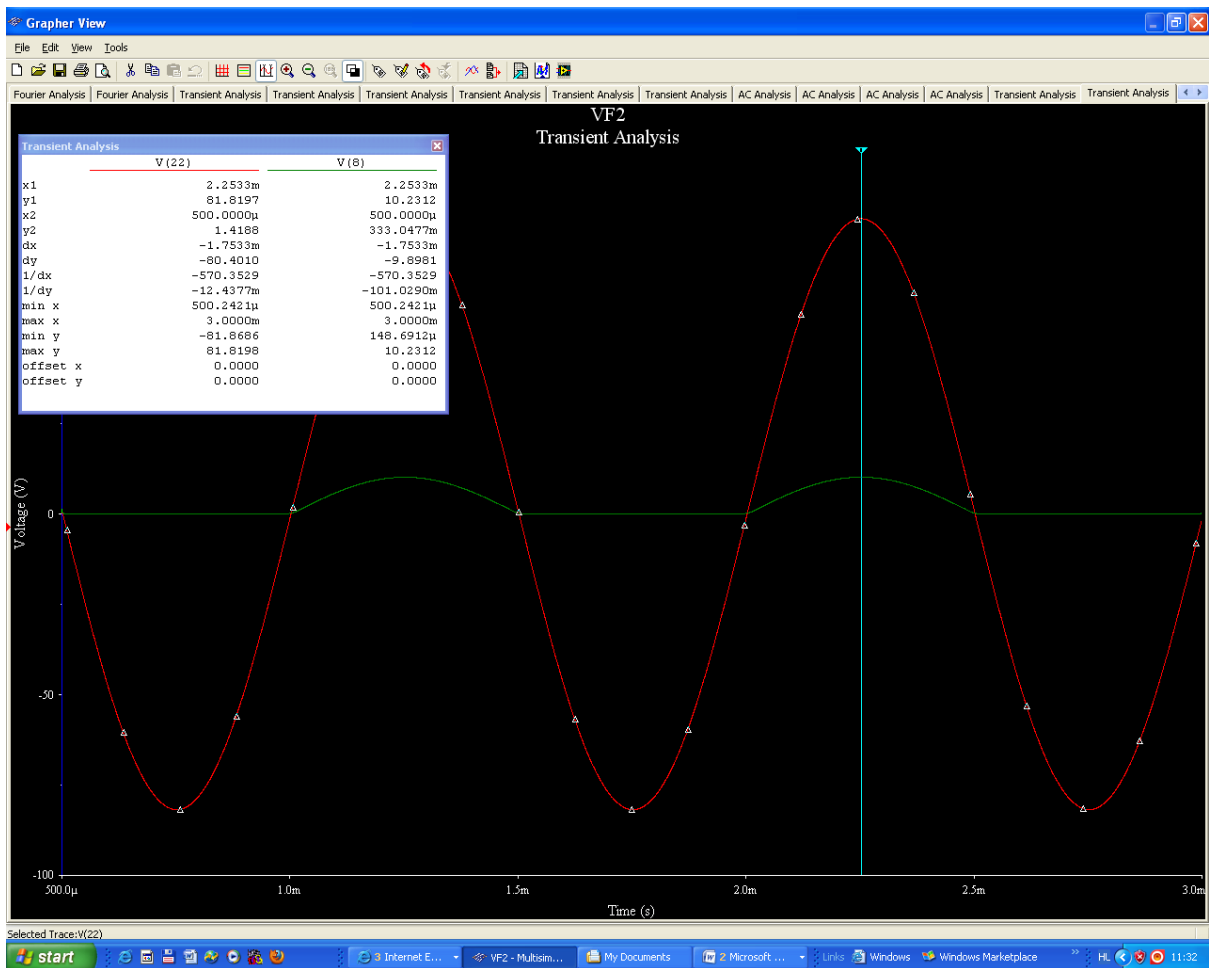 Grapher View
File Edit View Tools
Fourier Analysis Fourier Analysis Transient Analysis Transient Analysis Transient Analysis Transient Analysis Transient Analysis Transient Analysis AC Analysis AC Analysis AC Analysis AC Analysis Transient Analysis Transient Analysis
VF2
Transient Analysis
Transient Analysis
V(22) V(8)
x1 2.2533m 2.2533m
y1 81.8197 10.2312
x2 500.0000µ 500.0000µ
y2 1.4188 333.0477m
dx -1.7533m -1.7533m
dy -80.4010 -9.8981
1/dx -570.3529 -570.3529
1/dy -12.4377m -101.0290m
min x 500.2421µ 500.2421µ
max x 3.0000m 3.0000m
min y -81.8686 148.6912µ
max y 81.8198 10.2312
offset x 0.0000 0.0000
offset y 0.0000 0.0000
Voltage (V)
0
-50
-100
500.0µ 1.0m 1.5m 2.0m 2.5m 3.0m
Time (s)
Selected Trace:V(22)
start 3 Internet E... VF2 - Multisim... My Documents 2 Microsoft ... Links Windows Windows Marketplace » HL 11:32